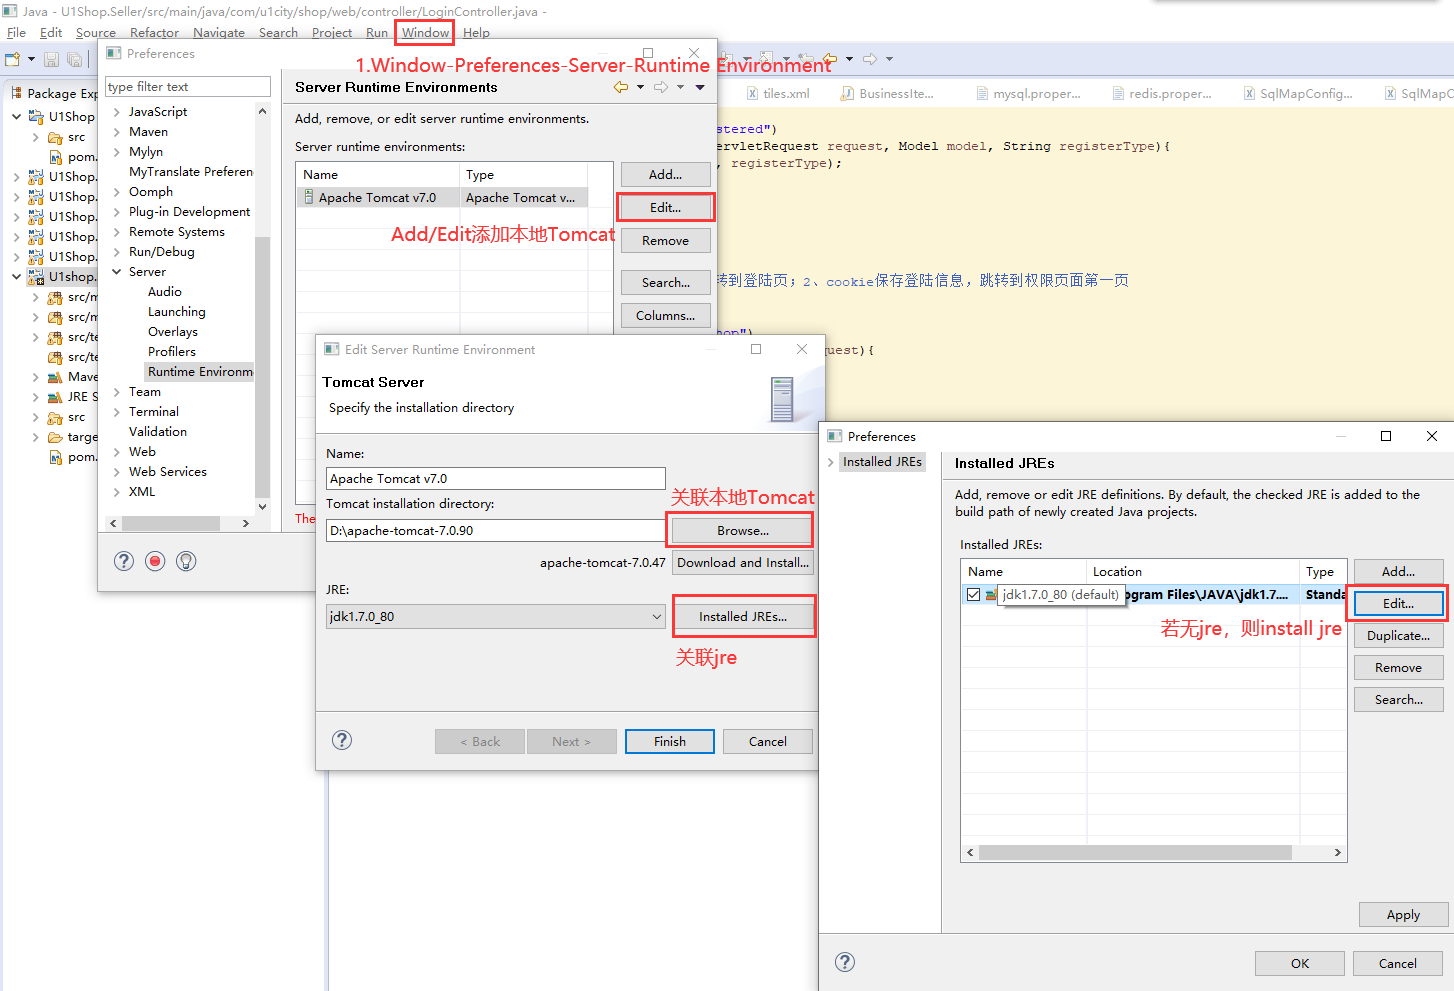 Java - U1Shop.Seller/src/main/java/com/u1city/shop/web/controller/LoginController.java -
File Edit Source Refactor Navigate Search Project Run Window Help
Preferences
1.Window-Preferences-Server-Runtime Environment
type filter text
Server Runtime Environments
Package Exp
tiles.xml
BusinessIte...
mysql.proper...
redis.proper...
SqlMapConfig...
SqlMapC
U1Shop
src
pom.
U1Shop.
U1Shop.
U1Shop.
U1Shop.
U1Shop.
U1shop.
src/m
src/m
src/te
src/te
Mave
JRE S
src
targe
pom.
JavaScript
Maven
Mylyn
MyTranslate Preferen
Oomph
Plug-in Development
Remote Systems
Run/Debug
Server
Audio
Launching
Overlays
Profilers
Runtime Environm
Team
Terminal
Validation
Web
Web Services
XML
Add, remove, or edit server runtime environments.
Server runtime environments:
Name Type
Apache Tomcat v7.0 Apache Tomcat v...
Add...
Edit...
Remove
Search...
Columns...
Add/Edit添加本地Tomcat
The
stered")
ervletRequest request, Model model, String registerType){
, registerType);
转到登陆页；2、cookie保存登陆信息，跳转到权限页面第一页
hop")
quest){
Edit Server Runtime Environment
Tomcat Server
Specify the installation directory
Name:
Apache Tomcat v7.0
Tomcat installation directory:
关联本地Tomcat
D:\apache-tomcat-7.0.90
Browse...
apache-tomcat-7.0.47
Download and Install...
JRE:
jdk1.7.0_80
Installed JREs...
关联jre
< Back
Next >
Finish
Cancel
Preferences
Installed JREs
Installed JREs
Add, remove or edit JRE definitions. By default, the checked JRE is added to the
build path of newly created Java projects.
Installed JREs:
Name Location Type
jdk1.7.0_80 (default)
ogram Files\JAVA\jdk1.7.... Standa
Add...
Edit...
若无jre，则install jre
Duplicate...
Remove
Search...
Apply
OK
Cancel